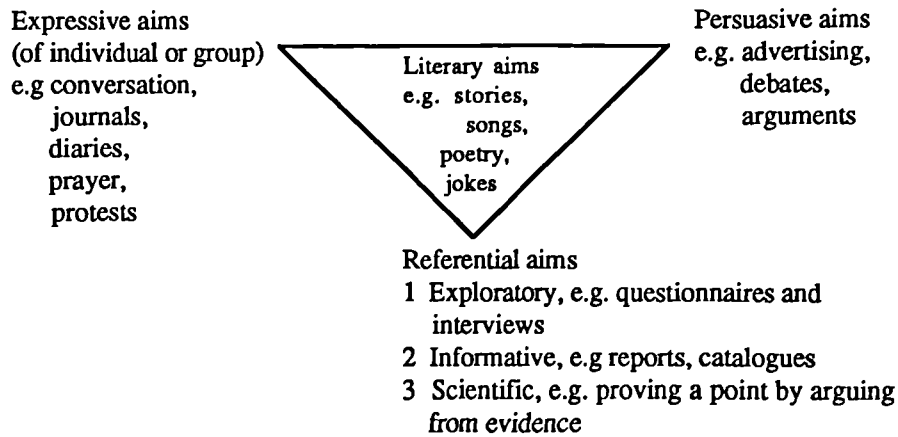 Expressive aims
(of individual or group)
e.g conversation,
journals,
diaries,
prayer,
protests
Literary aims
e.g. stories,
songs,
poetry,
jokes
Persuasive aims
e.g. advertising,
debates,
arguments
Referential aims
1 Exploratory, e.g. questionnaires and
interviews
2 Informative, e.g reports, catalogues
3 Scientific, e.g. proving a point by arguing
from evidence